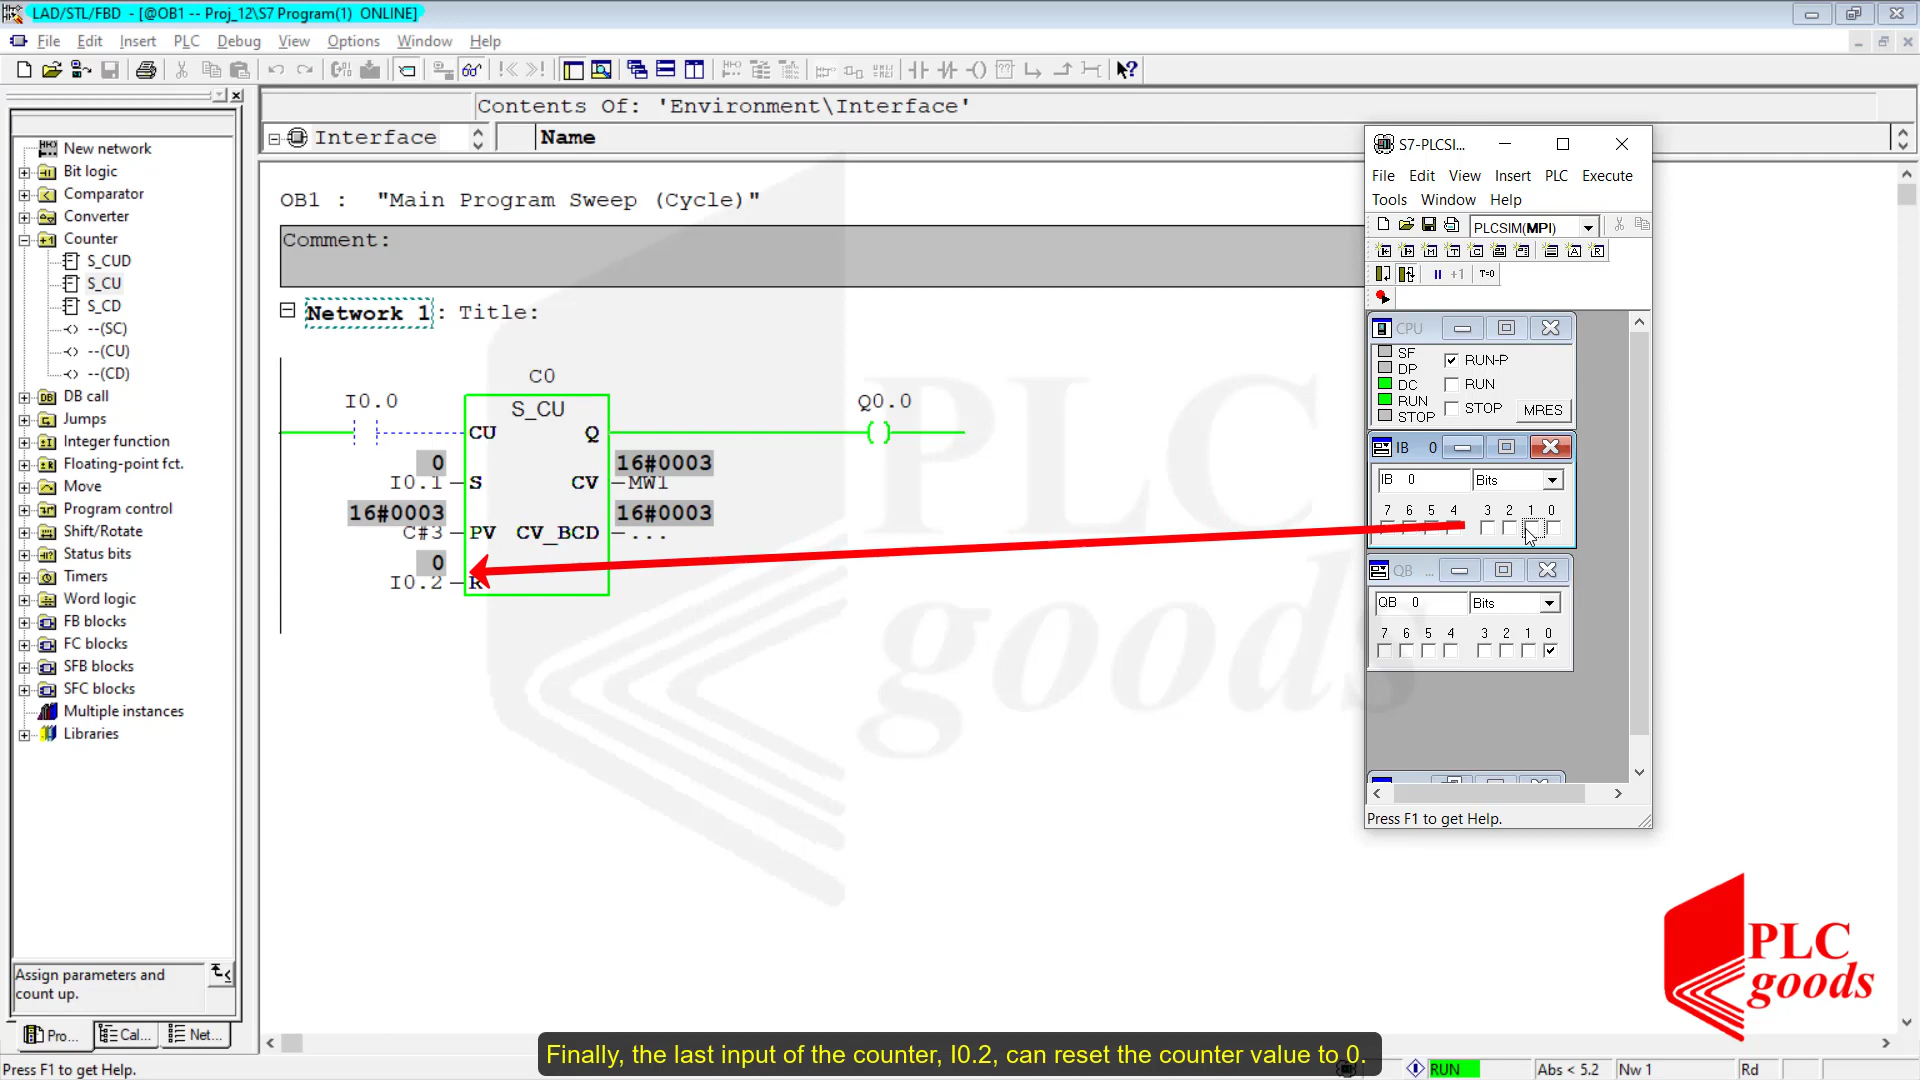 LAD/STL/FBD - [@OB1 -- Proj_12\S7 Program(1) ONLINE]
File Edit Insert PLC Debug View Options Window Help
Contents Of: 'Environment\Interface'
Interface
Name
New network
Bit logic
Comparator
Converter
Counter
S_CUD
S_CU
S_CD
--(SC)
--(CU)
--(CD)
DB call
Jumps
Integer function
Floating-point fct.
Move
Program control
Shift/Rotate
Status bits
Timers
Word logic
FB blocks
FC blocks
SFB blocks
SFC blocks
Multiple instances
Libraries
Assign parameters and
count up.
Pro... Cal... Net...
OB1 : "Main Program Sweep (Cycle)"
Comment:
Network 1: Title:
C0
I0.0 S_CU Q0.0
CU Q
0 16#0003
I0.1 S CV MW1
16#0003 16#0003
C#3 PV CV_BCD ...
0
I0.2 R
S7-PLCSI...
File Edit View Insert PLC Execute
Tools Window Help
PLCSIM(MPI)
+1 T=0
CPU
SF
DP
DC
RUN
STOP
RUN-P
RUN
STOP
MRES
IB 0
IB 0 Bits
7 6 5 4 3 2 1 0
QB ...
QB 0 Bits
7 6 5 4 3 2 1 0
Press F1 to get Help.
PLC
goods
PLC
goods
Finally, the last input of the counter, I0.2, can reset the counter value to 0.
Press F1 to get Help.
RUN Abs < 5.2 Nw 1 Rd